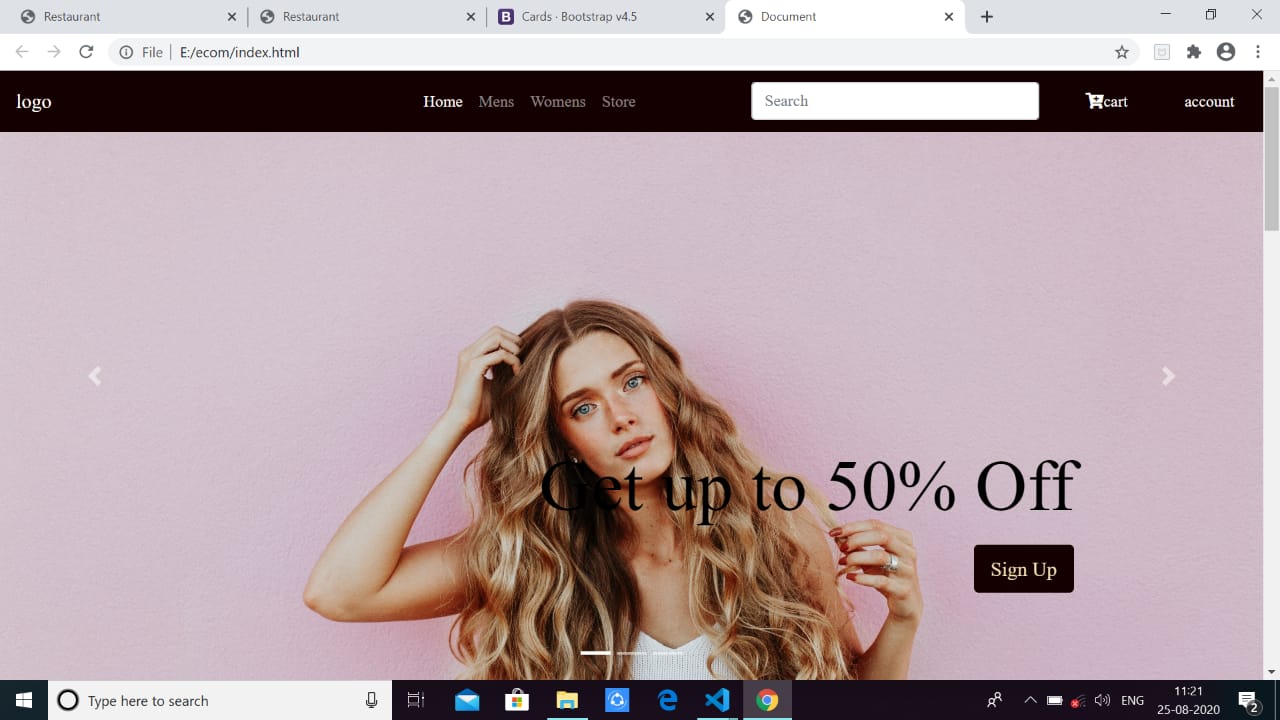 Restaurant
Restaurant
B Cards · Bootstrap v4.5
Document
File | E:/ecom/index.html
logo
Home Mens Womens Store
Search
cart
account
Get up to 50% Off
Sign Up
Type here to search
ENG
11:21
25-08-2020
2